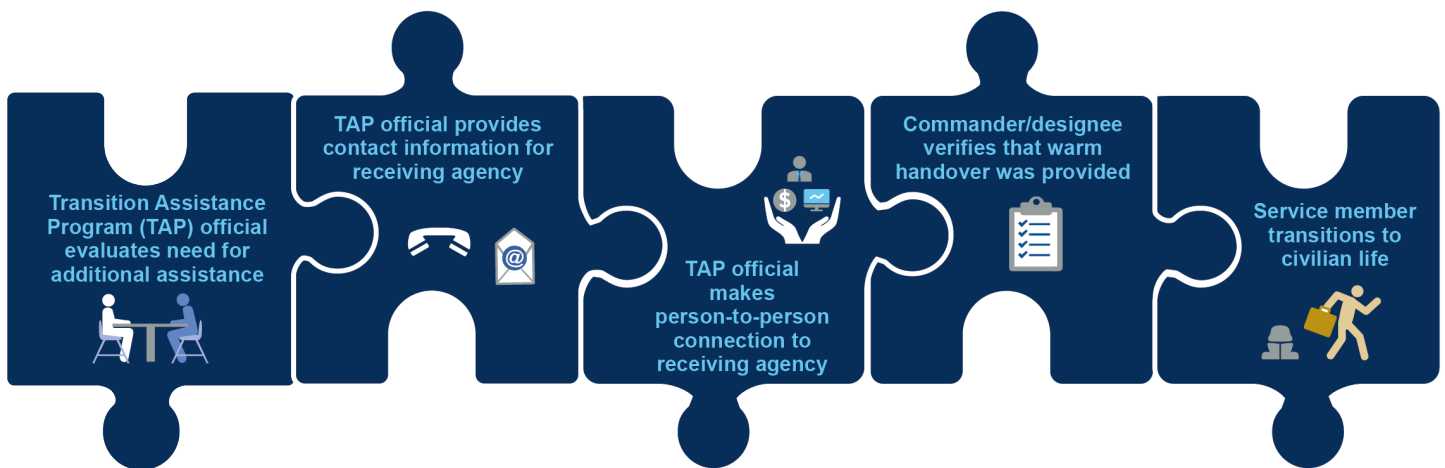 Transition Assistance
Program (TAP) official
evaluates need for
additional assistance
TAP official provides
contact information for
receiving agency
@
$
TAP official
makes
person-to-person
connection to
receiving agency
Commander/designee
verifies that warm
handover was provided
Service member
transitions to
civilian life